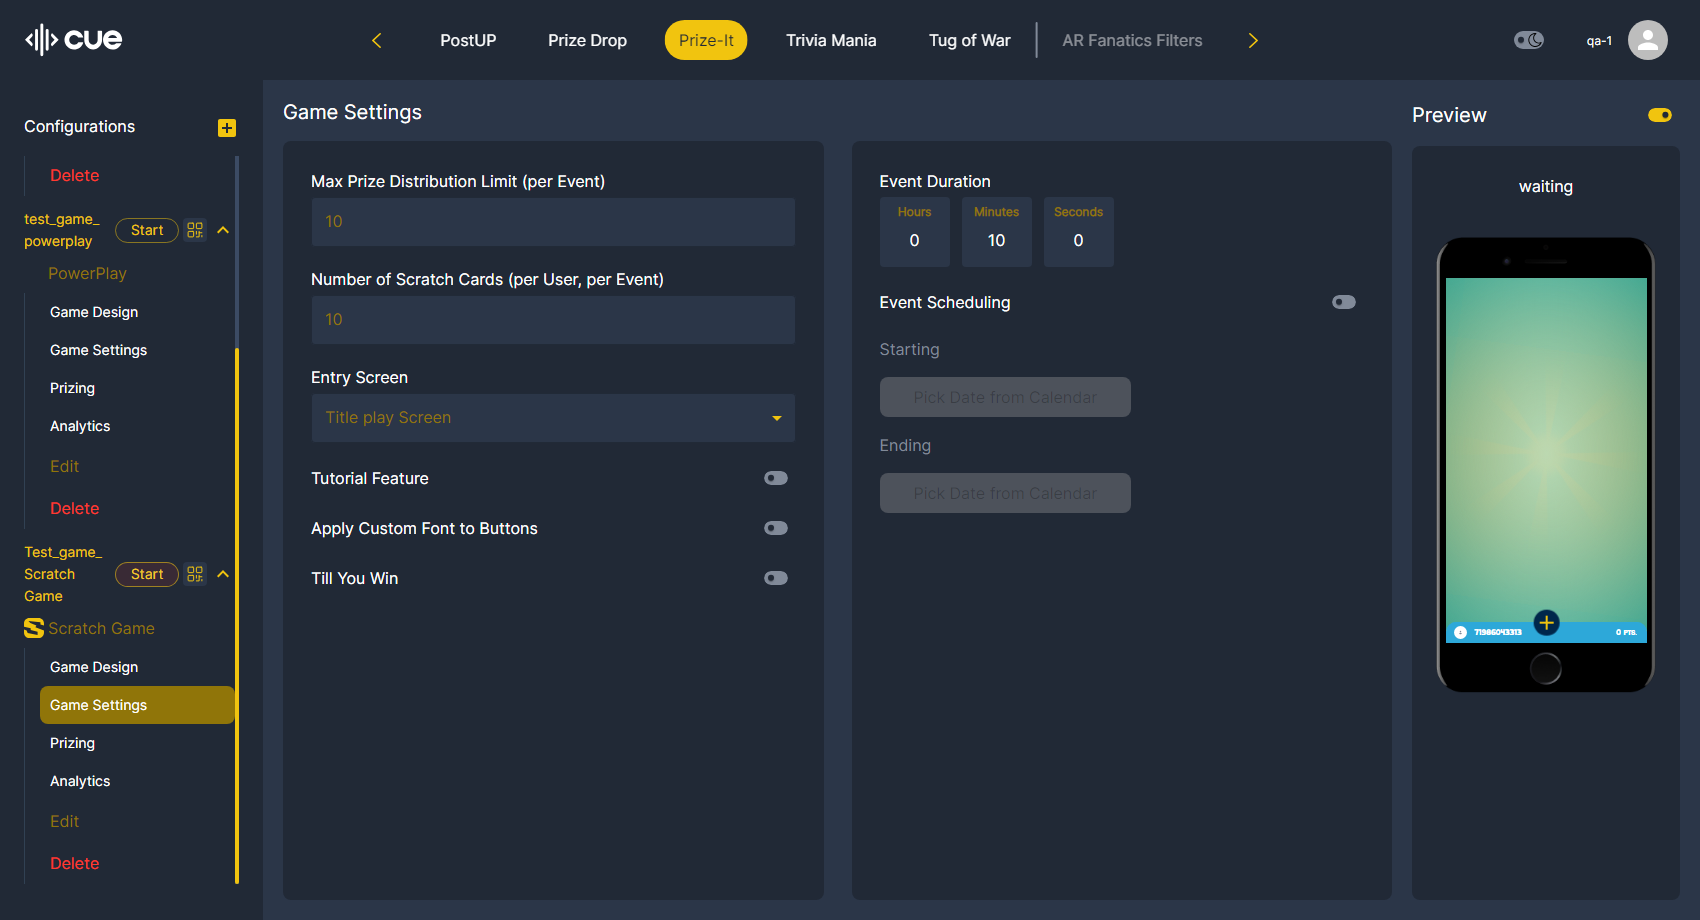 cue
PostUP
Prize Drop
Prize-It
Trivia Mania
Tug of War
AR Fanatics Filters
qa-1
Configurations
Delete
test_game_
powerplay
Start
PowerPlay
Game Design
Game Settings
Prizing
Analytics
Edit
Delete
Test_game_
Scratch
Game
Start
Scratch Game
Game Design
Game Settings
Prizing
Analytics
Edit
Delete
Game Settings
Max Prize Distribution Limit (per Event)
10
Number of Scratch Cards (per User, per Event)
10
Entry Screen
Title play Screen
Tutorial Feature
Apply Custom Font to Buttons
Till You Win
Event Duration
Hours
Minutes
Seconds
0
10
0
Event Scheduling
Starting
Pick Date from Calendar
Ending
Pick Date from Calendar
Preview
waiting
71986043313
0 PTS.